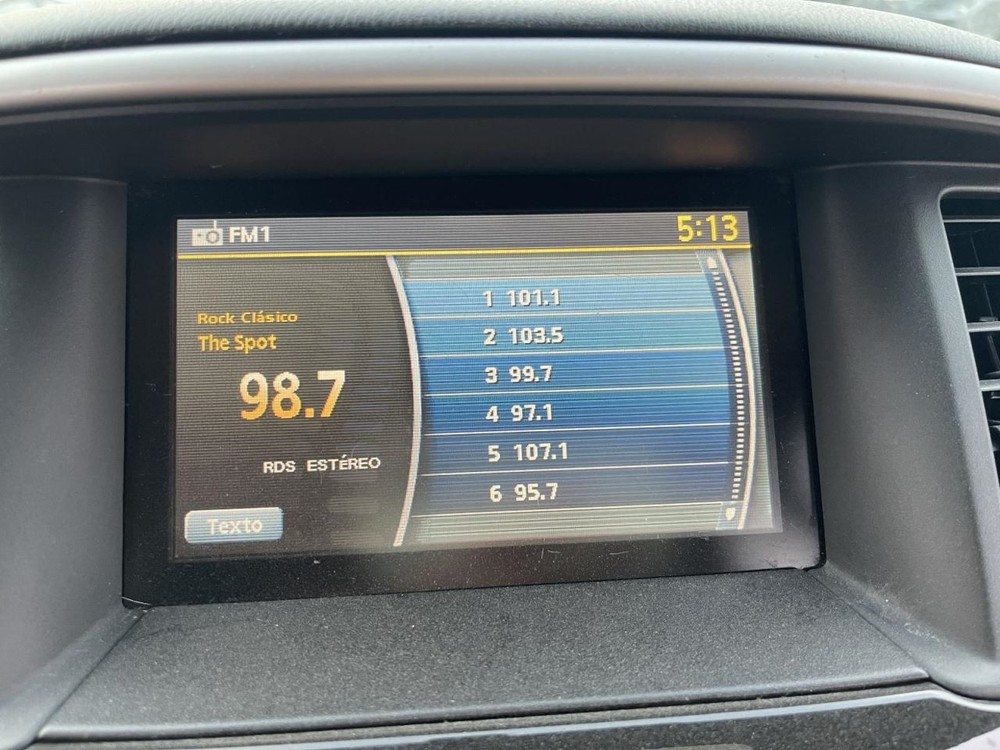 FM1
5:13
Rock Clásico
The Spot
98.7
RDS ESTÉREO
Texto
1 101.1
2 103.5
3 99.7
4 97.1
5 107.1
6 95.7